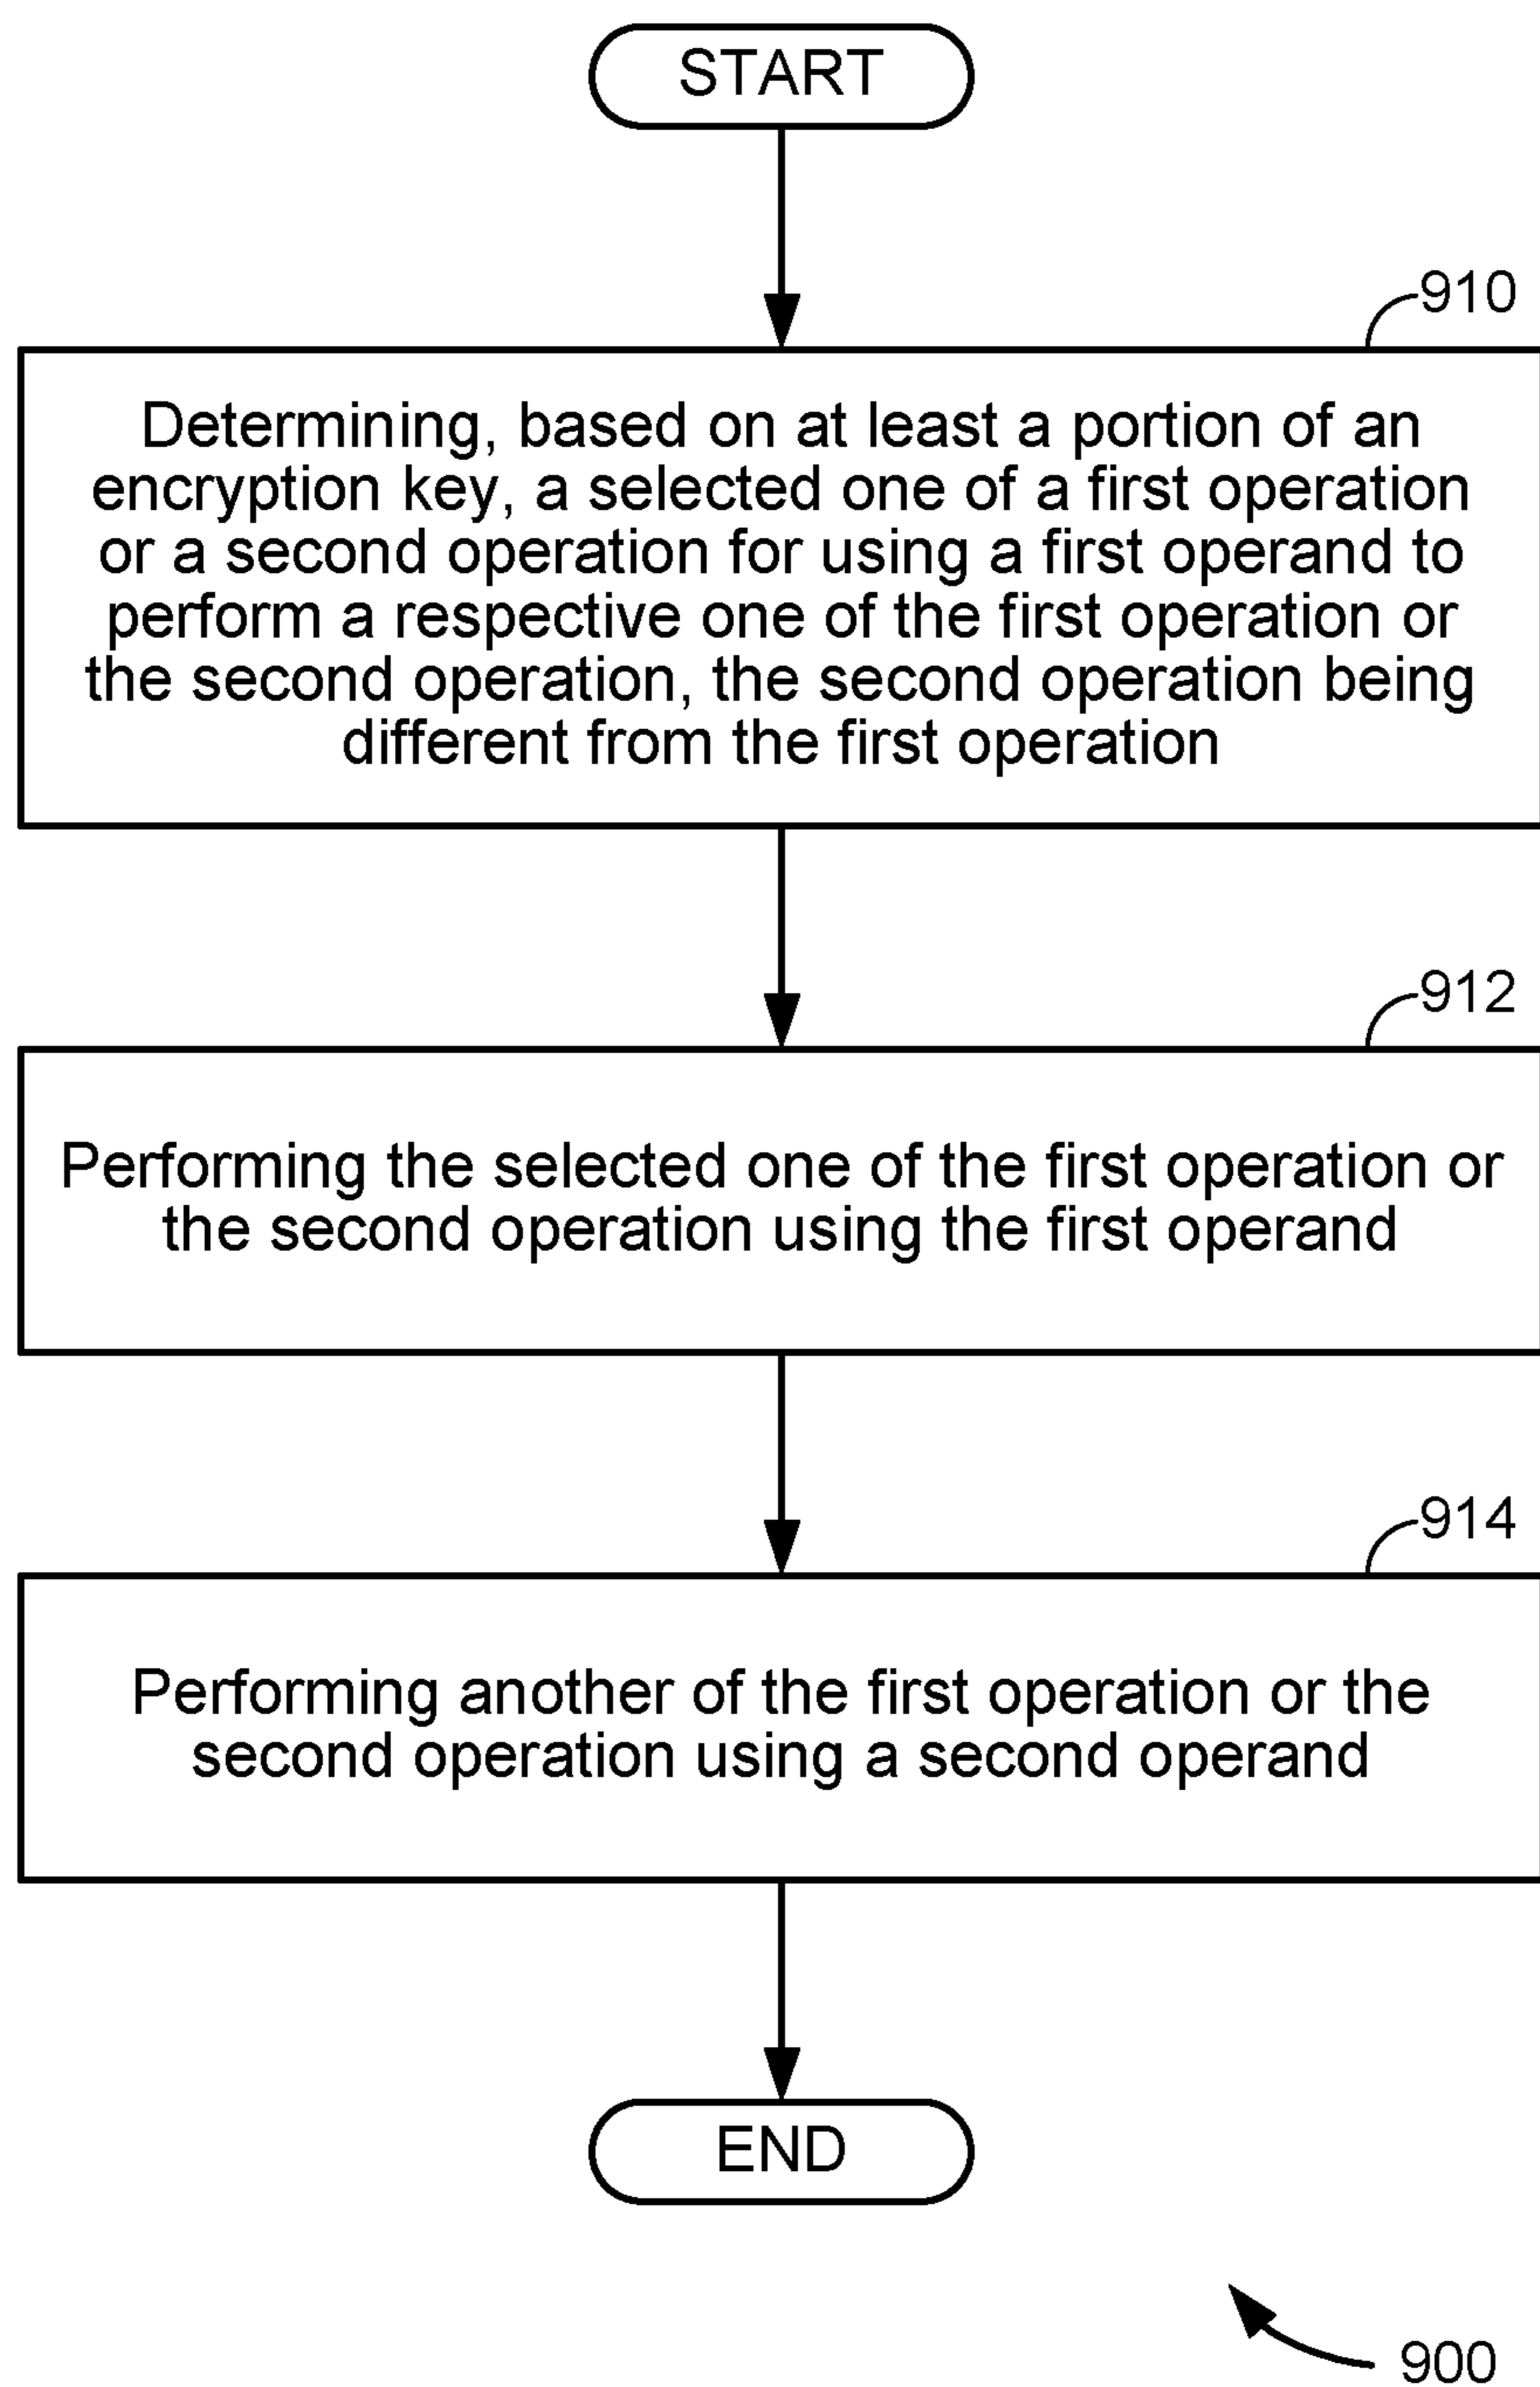 START
910
Determining, based on at least a portion of an
encryption key, a selected one of a first operation
or a second operation for using a first operand to
perform a respective one of the first operation or
the second operation, the second operation being
different from the first operation
912
Performing the selected one of the first operation or
the second operation using the first operand
914
Performing another of the first operation or the
second operation using a second operand
END
900